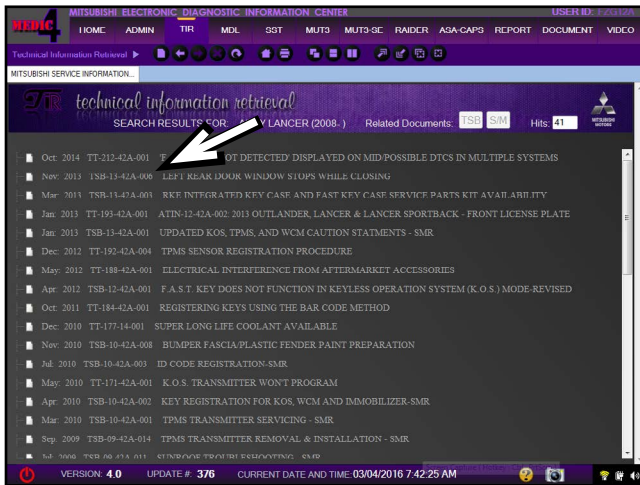 MITSUBISHI ELECTRONIC DIAGNOSTIC INFORMATION CENTER USER ID: FZG12A
MEDIC 4 HOME ADMIN TIR MDL SST MUT3 MUT3-SE RAIDER ASA-CAPS REPORT DOCUMENT VIDEO
Technical Information Retrieval
MITSUBISHI SERVICE INFORMATION...
TIR technical information retrieval
SEARCH RESULTS FOR: Y LANCER (2008- ) Related Documents: TSB S/M Hits: 41
MITSUBISHI MOTORS
Oct: 2014 TT-212-42A-001 OT DETECTED' DISPLAYED ON MID/POSSIBLE DTCS IN MULTIPLE SYSTEMS
Nov: 2013 TSB-13-42A-006 LEFT REAR DOOR WINDOW STOPS WHILE CLOSING
Mar: 2013 TSB-13-42A-003 RKE INTEGRATED KEY CASE AND FAST KEY CASE SERVICE PARTS KIT AVAILABILITY
Jan: 2013 TT-193-42A-001 ATIN-12-42A-002: 2013 OUTLANDER, LANCER & LANCER SPORTBACK - FRONT LICENSE PLATE
Jan: 2013 TSB-13-42A-001 UPDATED KOS, TPMS, AND WCM CAUTION STATMENTS - SMR
Dec: 2012 TT-192-42A-004 TPMS SENSOR REGISTRATION PROCEDURE
May: 2012 TT-188-42A-001 ELECTRICAL INTERFERENCE FROM AFTERMARKET ACCESSORIES
Apr: 2012 TSB-12-42A-001 F.A.S.T. KEY DOES NOT FUNCTION IN KEYLESS OPERATION SYSTEM (K.O.S.) MODE-REVISED
Oct: 2011 TT-184-42A-001 REGISTERING KEYS USING THE BAR CODE METHOD
Dec: 2010 TT-177-14-001 SUPER LONG LIFE COOLANT AVAILABLE
Nov: 2010 TSB-10-42A-008 BUMPER FASCIA/PLASTIC FENDER PAINT PREPARATION
Jul: 2010 TSB-10-42A-003 ID CODE REGISTRATION-SMR
May: 2010 TT-171-42A-001 K.O.S. TRANSMITTER WON'T PROGRAM
Apr: 2010 TSB-10-42A-002 KEY REGISTRATION FOR KOS, WCM AND IMMOBILIZER-SMR
Mar: 2010 TSB-10-42A-001 TPMS TRANSMITTER SERVICING - SMR
Sep: 2009 TSB-09-42A-014 TPMS TRANSMITTER REMOVAL & INSTALLATION - SMR
Jul: 2009 TSB-09-42A-011 SUNROOF TROUBLESHOOTING - SMR
VERSION: 4.0 UPDATE #: 376 CURRENT DATE AND TIME: 03/04/2016 7:42:25 AM